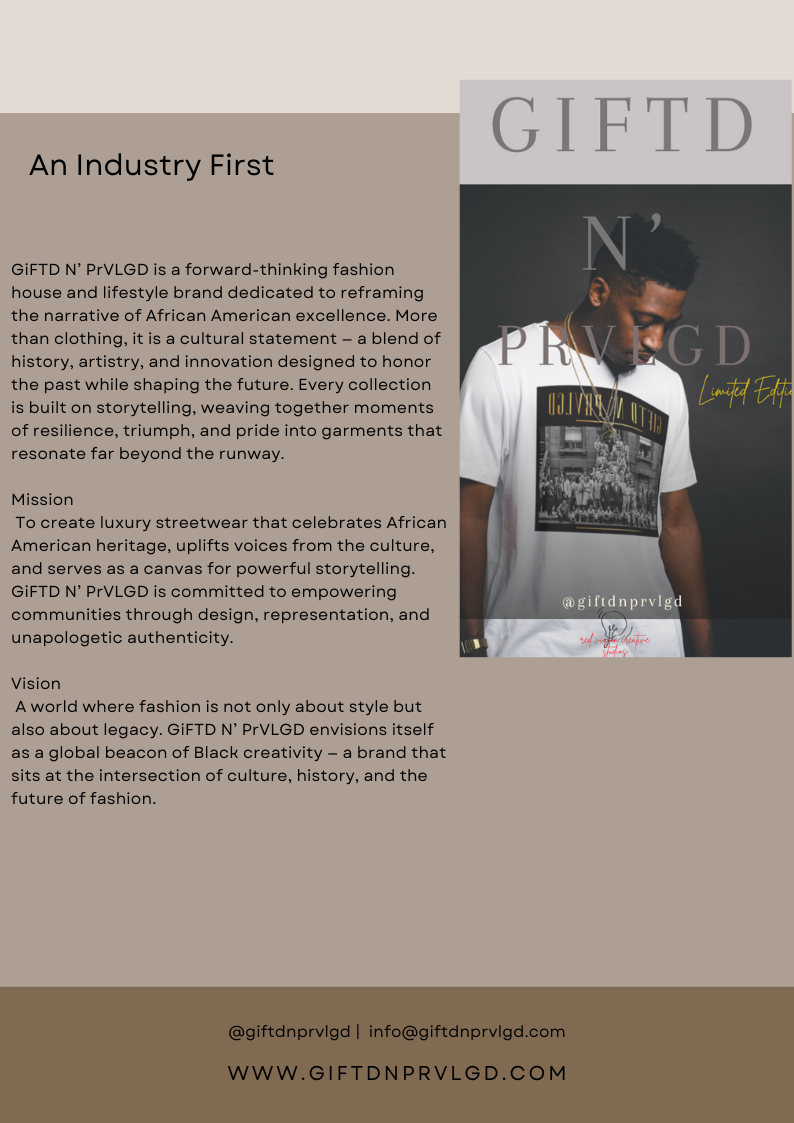 An Industry First
GiFTD N’ PrVLGD is a forward-thinking fashion
house and lifestyle brand dedicated to reframing
the narrative of African American excellence. More
than clothing, it is a cultural statement — a blend of
history, artistry, and innovation designed to honor
the past while shaping the future. Every collection
is built on storytelling, weaving together moments
of resilience, triumph, and pride into garments that
resonate far beyond the runway.
Mission
To create luxury streetwear that celebrates African
American heritage, uplifts voices from the culture,
and serves as a canvas for powerful storytelling.
GiFTD N’ PrVLGD is committed to empowering
communities through design, representation, and
unapologetic authenticity.
Vision
A world where fashion is not only about style but
also about legacy. GiFTD N’ PrVLGD envisions itself
as a global beacon of Black creativity — a brand that
sits at the intersection of culture, history, and the
future of fashion.
GIFTD
N’
PRVLGD
Limited Editi
GIFTD N PRVLGD
@giftdnprvlgd
creative
studios
@giftdnprvlgd | info@giftdnprvlgd.com
WWW.GIFTDNPRVLGD.COM